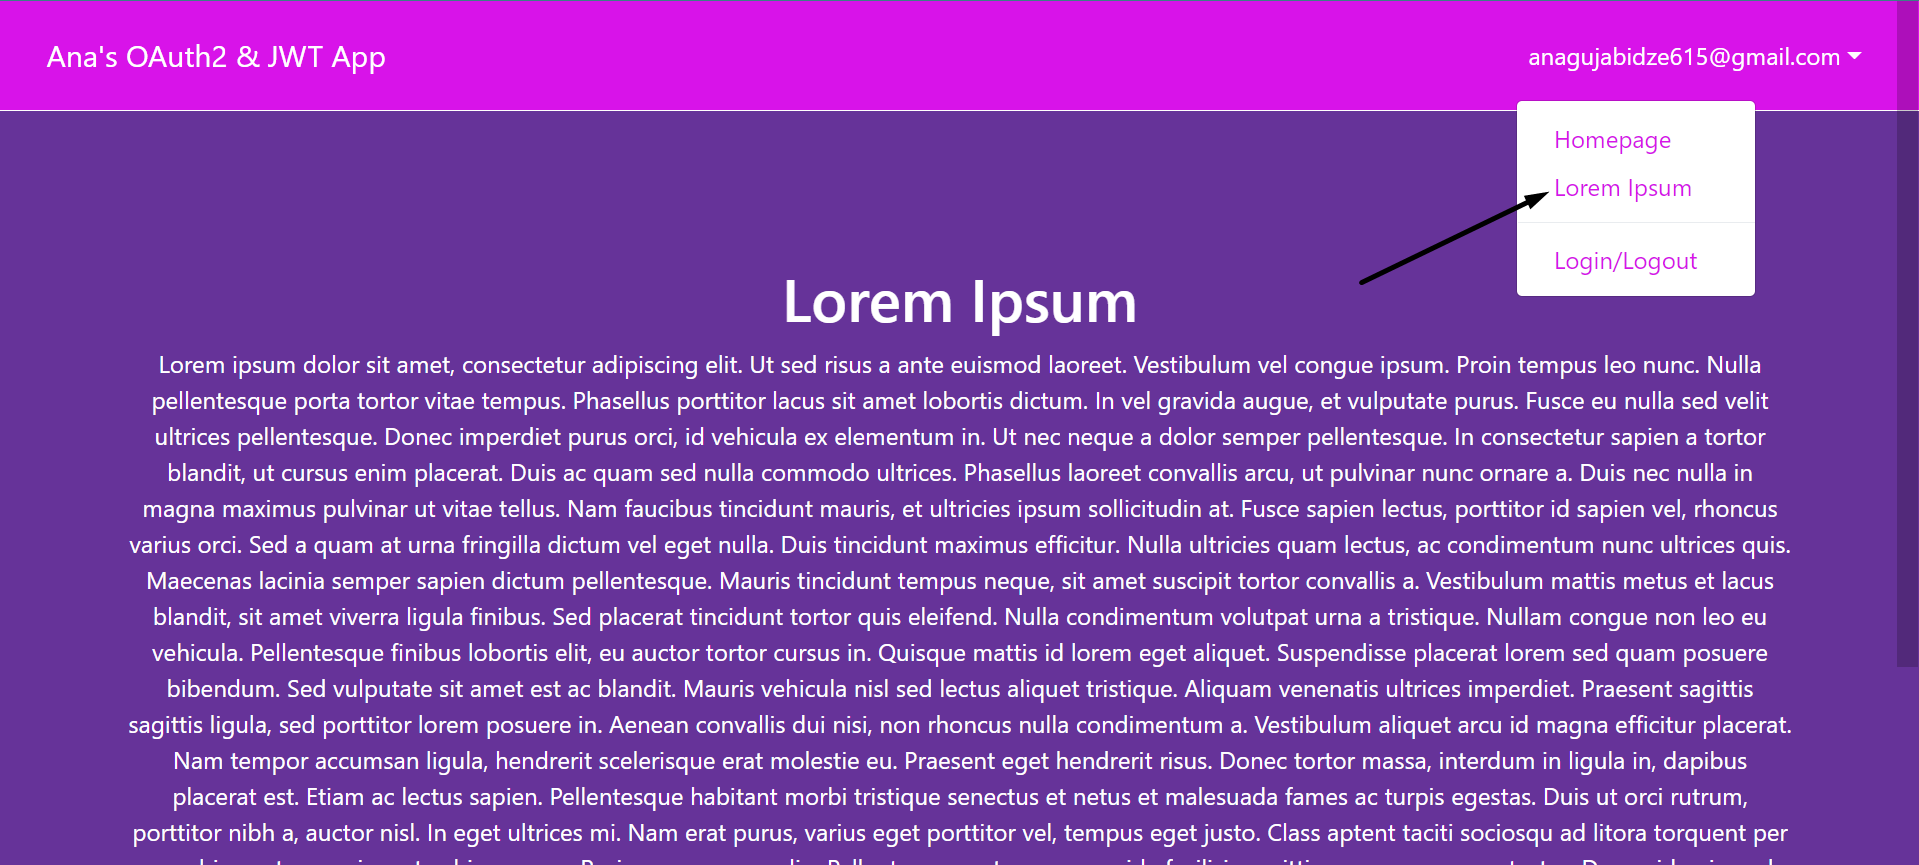 Ana's OAuth2 & JWT App
anagujabidze615@gmail.com
Homepage
Lorem Ipsum
Login/Logout
Lorem Ipsum
Lorem ipsum dolor sit amet, consectetur adipiscing elit. Ut sed risus a ante euismod laoreet. Vestibulum vel congue ipsum. Proin tempus leo nunc. Nulla
pellentesque porta tortor vitae tempus. Phasellus porttitor lacus sit amet lobortis dictum. In vel gravida augue, et vulputate purus. Fusce eu nulla sed velit
ultrices pellentesque. Donec imperdiet purus orci, id vehicula ex elementum in. Ut nec neque a dolor semper pellentesque. In consectetur sapien a tortor
blandit, ut cursus enim placerat. Duis ac quam sed nulla commodo ultrices. Phasellus laoreet convallis arcu, ut pulvinar nunc ornare a. Duis nec nulla in
magna maximus pulvinar ut vitae tellus. Nam faucibus tincidunt mauris, et ultricies ipsum sollicitudin at. Fusce sapien lectus, porttitor id sapien vel, rhoncus
varius orci. Sed a quam at urna fringilla dictum vel eget nulla. Duis tincidunt maximus efficitur. Nulla ultricies quam lectus, ac condimentum nunc ultrices quis.
Maecenas lacinia semper sapien dictum pellentesque. Mauris tincidunt tempus neque, sit amet suscipit tortor convallis a. Vestibulum mattis metus et lacus
blandit, sit amet viverra ligula finibus. Sed placerat tincidunt tortor quis eleifend. Nulla condimentum volutpat urna a tristique. Nullam congue non leo eu
vehicula. Pellentesque finibus lobortis elit, eu auctor tortor cursus in. Quisque mattis id lorem eget aliquet. Suspendisse placerat lorem sed quam posuere
bibendum. Sed vulputate sit amet est ac blandit. Mauris vehicula nisl sed lectus aliquet tristique. Aliquam venenatis ultrices imperdiet. Praesent sagittis
sagittis ligula, sed porttitor lorem posuere in. Aenean convallis dui nisi, non rhoncus nulla condimentum a. Vestibulum aliquet arcu id magna efficitur placerat.
Nam tempor accumsan ligula, hendrerit scelerisque erat molestie eu. Praesent eget hendrerit risus. Donec tortor massa, interdum in ligula in, dapibus
placerat est. Etiam ac lectus sapien. Pellentesque habitant morbi tristique senectus et netus et malesuada fames ac turpis egestas. Duis ut orci rutrum,
porttitor nibh a, auctor nisl. In eget ultrices mi. Nam erat purus, varius eget porttitor vel, tempus eget justo. Class aptent taciti sociosqu ad litora torquent per